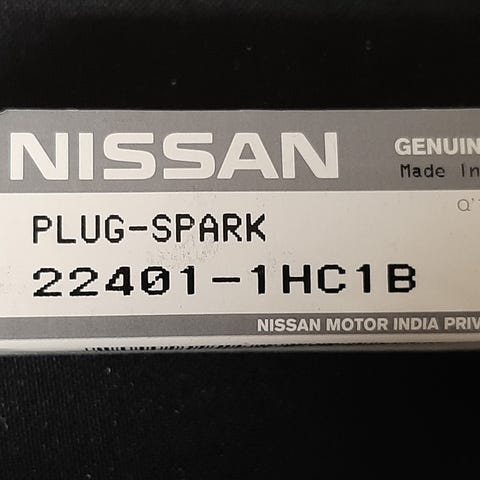 NISSAN
GENUIN
Made In
Q'
PLUG-SPARK
22401-1HC1B
NISSAN MOTOR INDIA PRIV